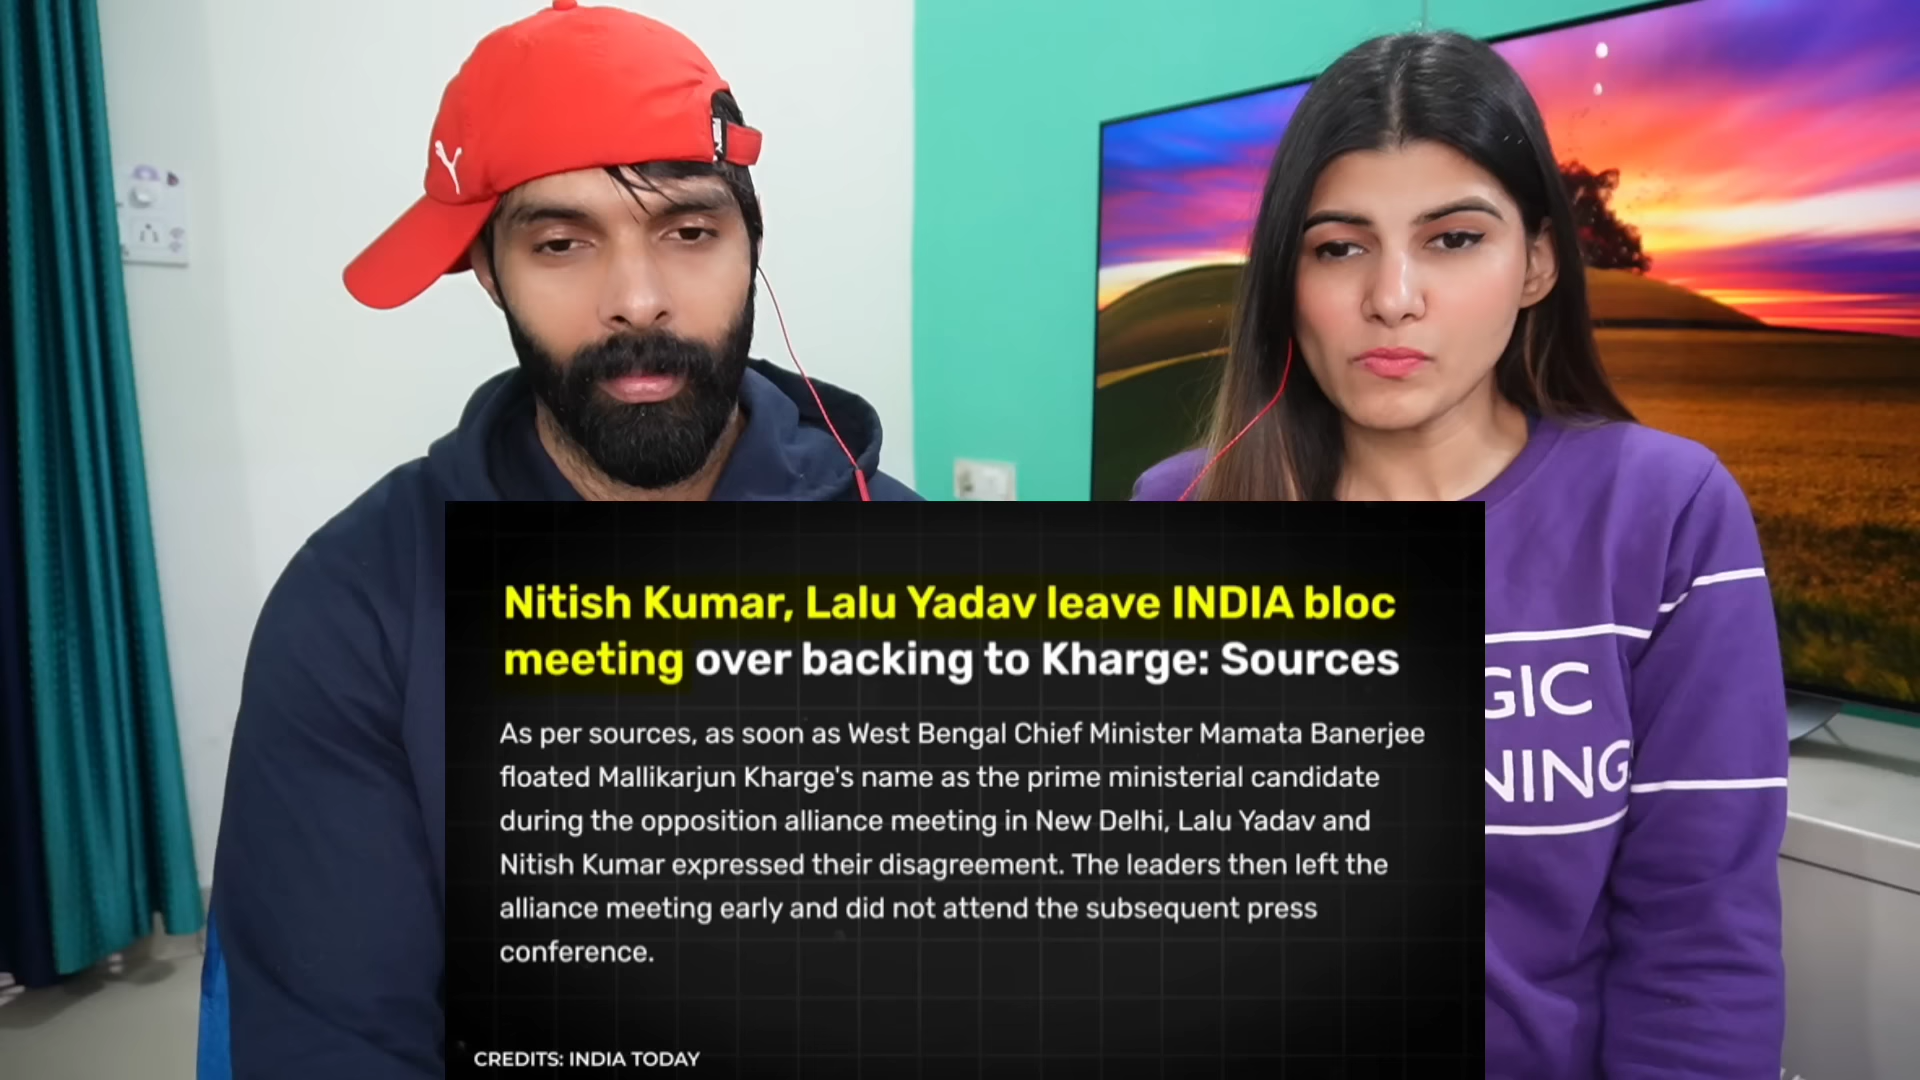 Nitish Kumar, Lalu Yadav leave INDIA bloc
meeting over backing to Kharge: Sources
As per sources, as soon as West Bengal Chief Minister Mamata Banerjee
floated Mallikarjun Kharge's name as the prime ministerial candidate
during the opposition alliance meeting in New Delhi, Lalu Yadav and
Nitish Kumar expressed their disagreement. The leaders then left the
alliance meeting early and did not attend the subsequent press
conference.
CREDITS: INDIA TODAY
GIC
NING